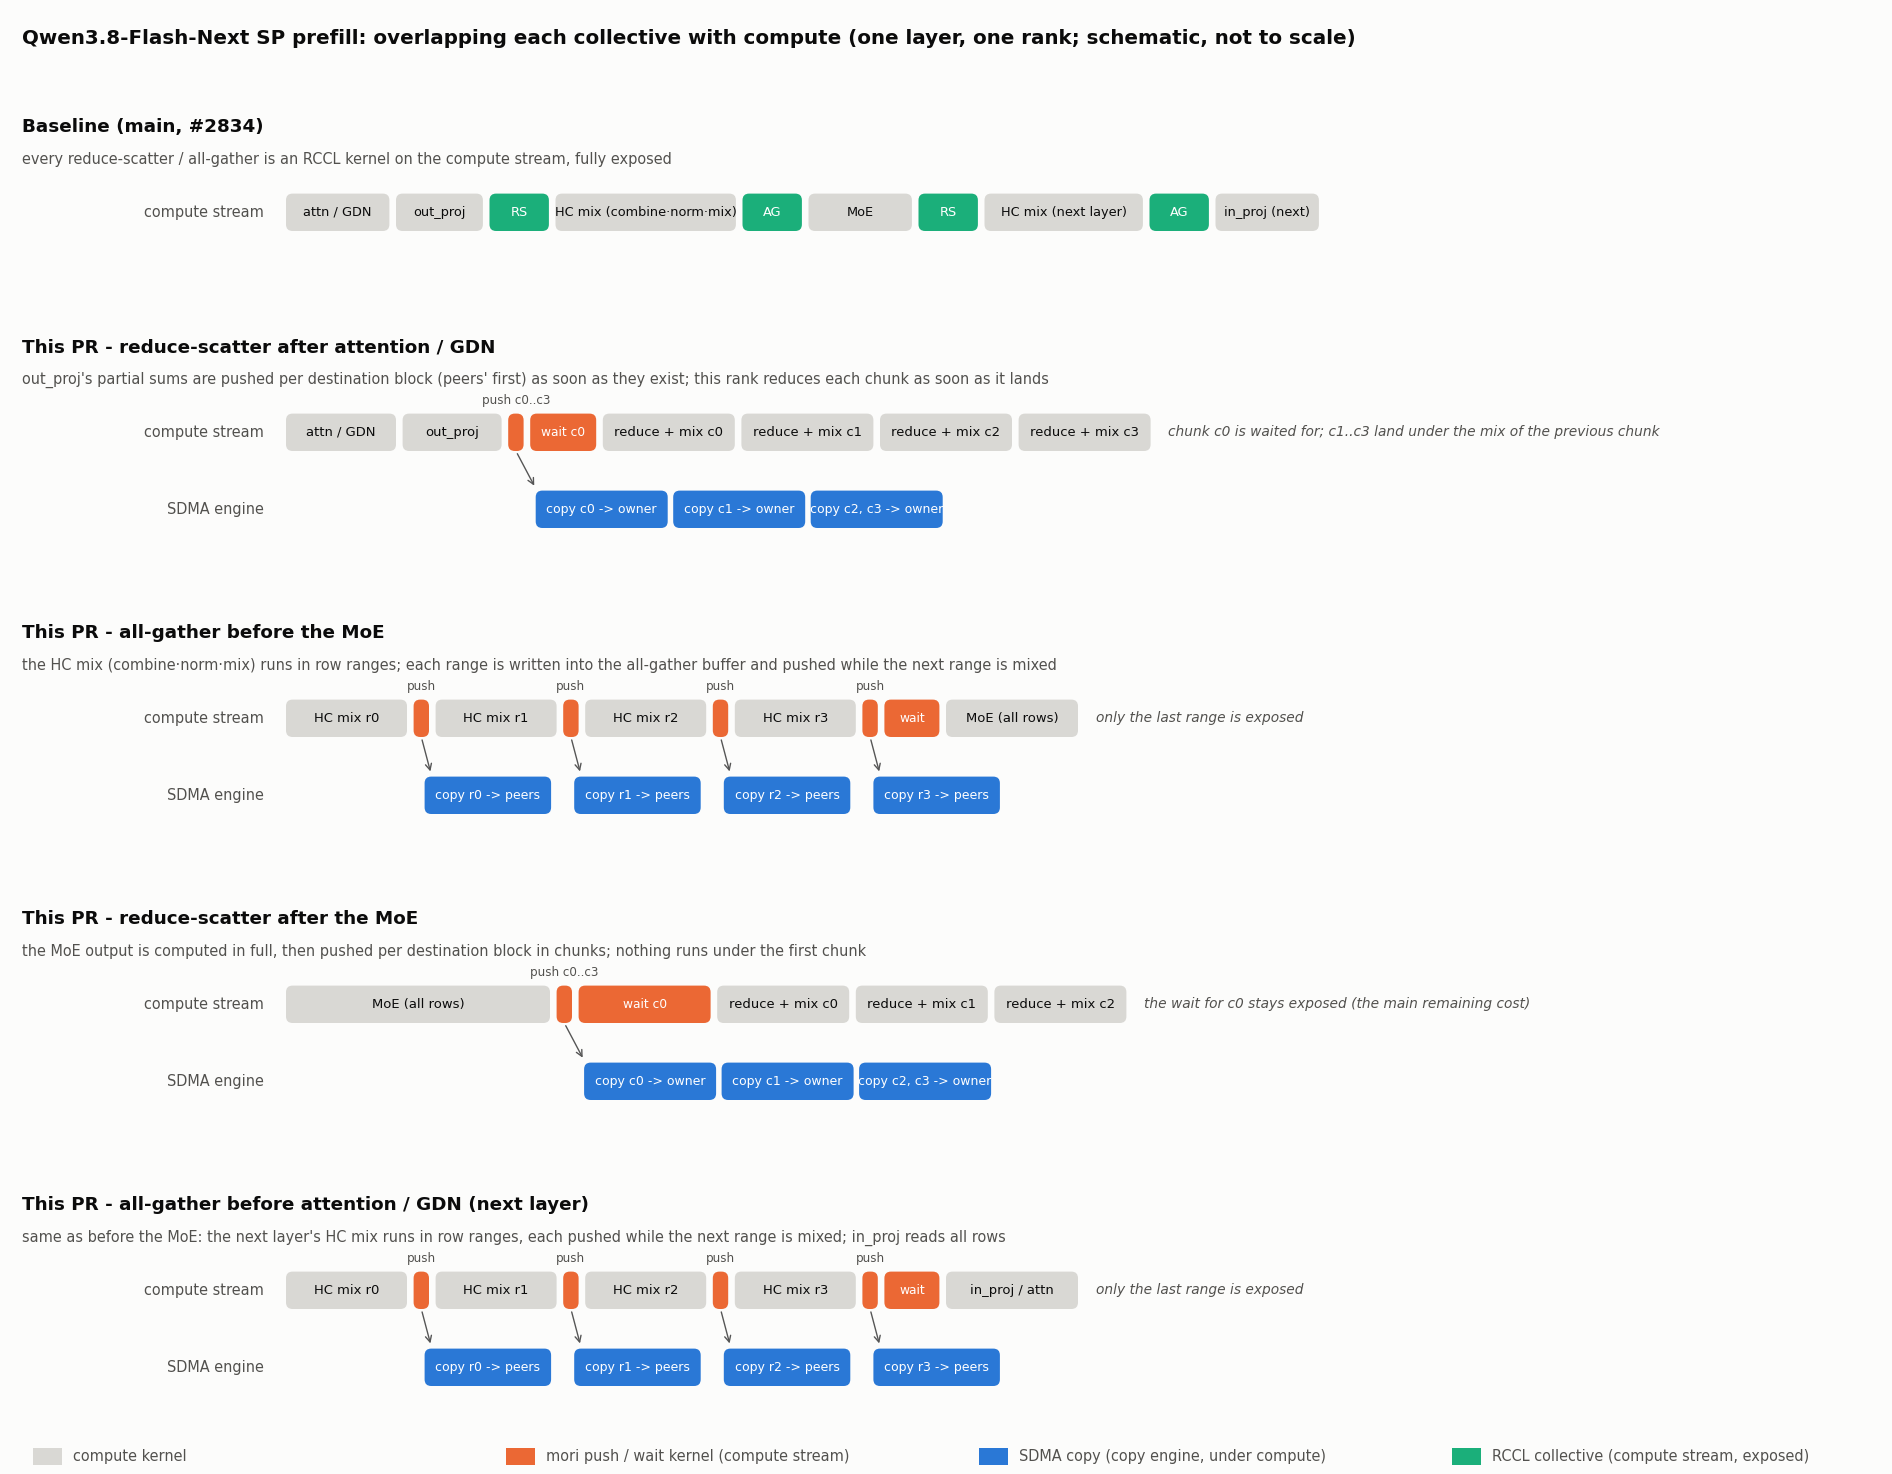 Qwen3.8-Flash-Next SP prefill: overlapping each collective with compute (one layer, one rank; schematic, not to scale)
Baseline (main, #2834)
every reduce-scatter / all-gather is an RCCL kernel on the compute stream, fully exposed
compute stream attn / GDN out_proj RS HC mix (combine·norm·mix) AG MoE RS HC mix (next layer) AG in_proj (next)
This PR - reduce-scatter after attention / GDN
out_proj's partial sums are pushed per destination block (peers' first) as soon as they exist; this rank reduces each chunk as soon as it lands
push c0..c3
compute stream attn / GDN out_proj wait c0 reduce + mix c0 reduce + mix c1 reduce + mix c2 reduce + mix c3 chunk c0 is waited for; c1..c3 land under the mix of the previous chunk
SDMA engine copy c0 -> owner copy c1 -> owner copy c2, c3 -> owner
This PR - all-gather before the MoE
the HC mix (combine·norm·mix) runs in row ranges; each range is written into the all-gather buffer and pushed while the next range is mixed
push push push push
compute stream HC mix r0 HC mix r1 HC mix r2 HC mix r3 wait MoE (all rows) only the last range is exposed
SDMA engine copy r0 -> peers copy r1 -> peers copy r2 -> peers copy r3 -> peers
This PR - reduce-scatter after the MoE
the MoE output is computed in full, then pushed per destination block in chunks; nothing runs under the first chunk
push c0..c3
compute stream MoE (all rows) wait c0 reduce + mix c0 reduce + mix c1 reduce + mix c2 the wait for c0 stays exposed (the main remaining cost)
SDMA engine copy c0 -> owner copy c1 -> owner copy c2, c3 -> owner
This PR - all-gather before attention / GDN (next layer)
same as before the MoE: the next layer's HC mix runs in row ranges, each pushed while the next range is mixed; in_proj reads all rows
push push push push
compute stream HC mix r0 HC mix r1 HC mix r2 HC mix r3 wait in_proj / attn only the last range is exposed
SDMA engine copy r0 -> peers copy r1 -> peers copy r2 -> peers copy r3 -> peers
compute kernel mori push / wait kernel (compute stream) SDMA copy (copy engine, under compute) RCCL collective (compute stream, exposed)